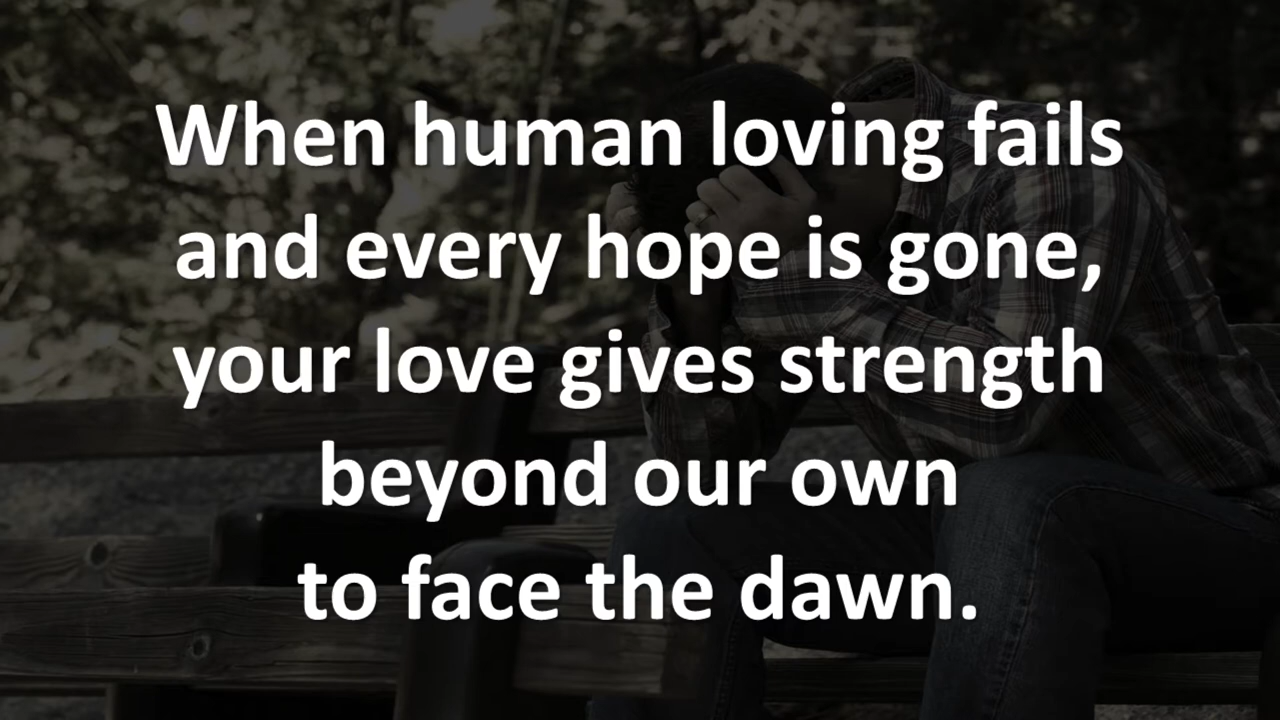 When human loving fails
and every hope is gone,
your love gives strength
beyond our own
to face the dawn.